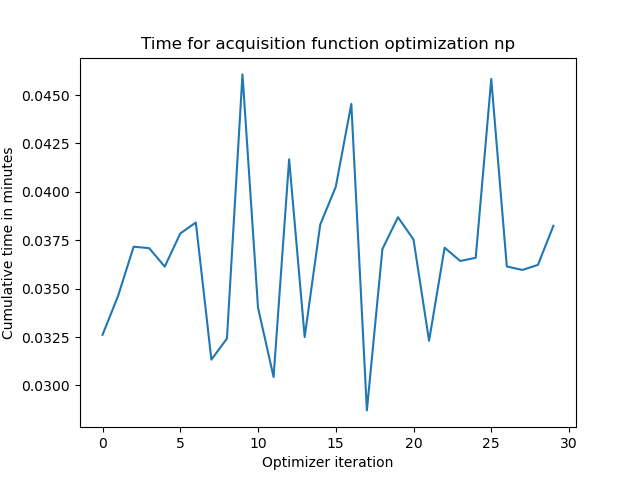 Time for acquisition function optimization np
0.0450
0.0425
0.0400
0.0375
0.0350
0.0325
0.0300
Cumulative time in minutes
0 5 10 15 20 25 30
Optimizer iteration